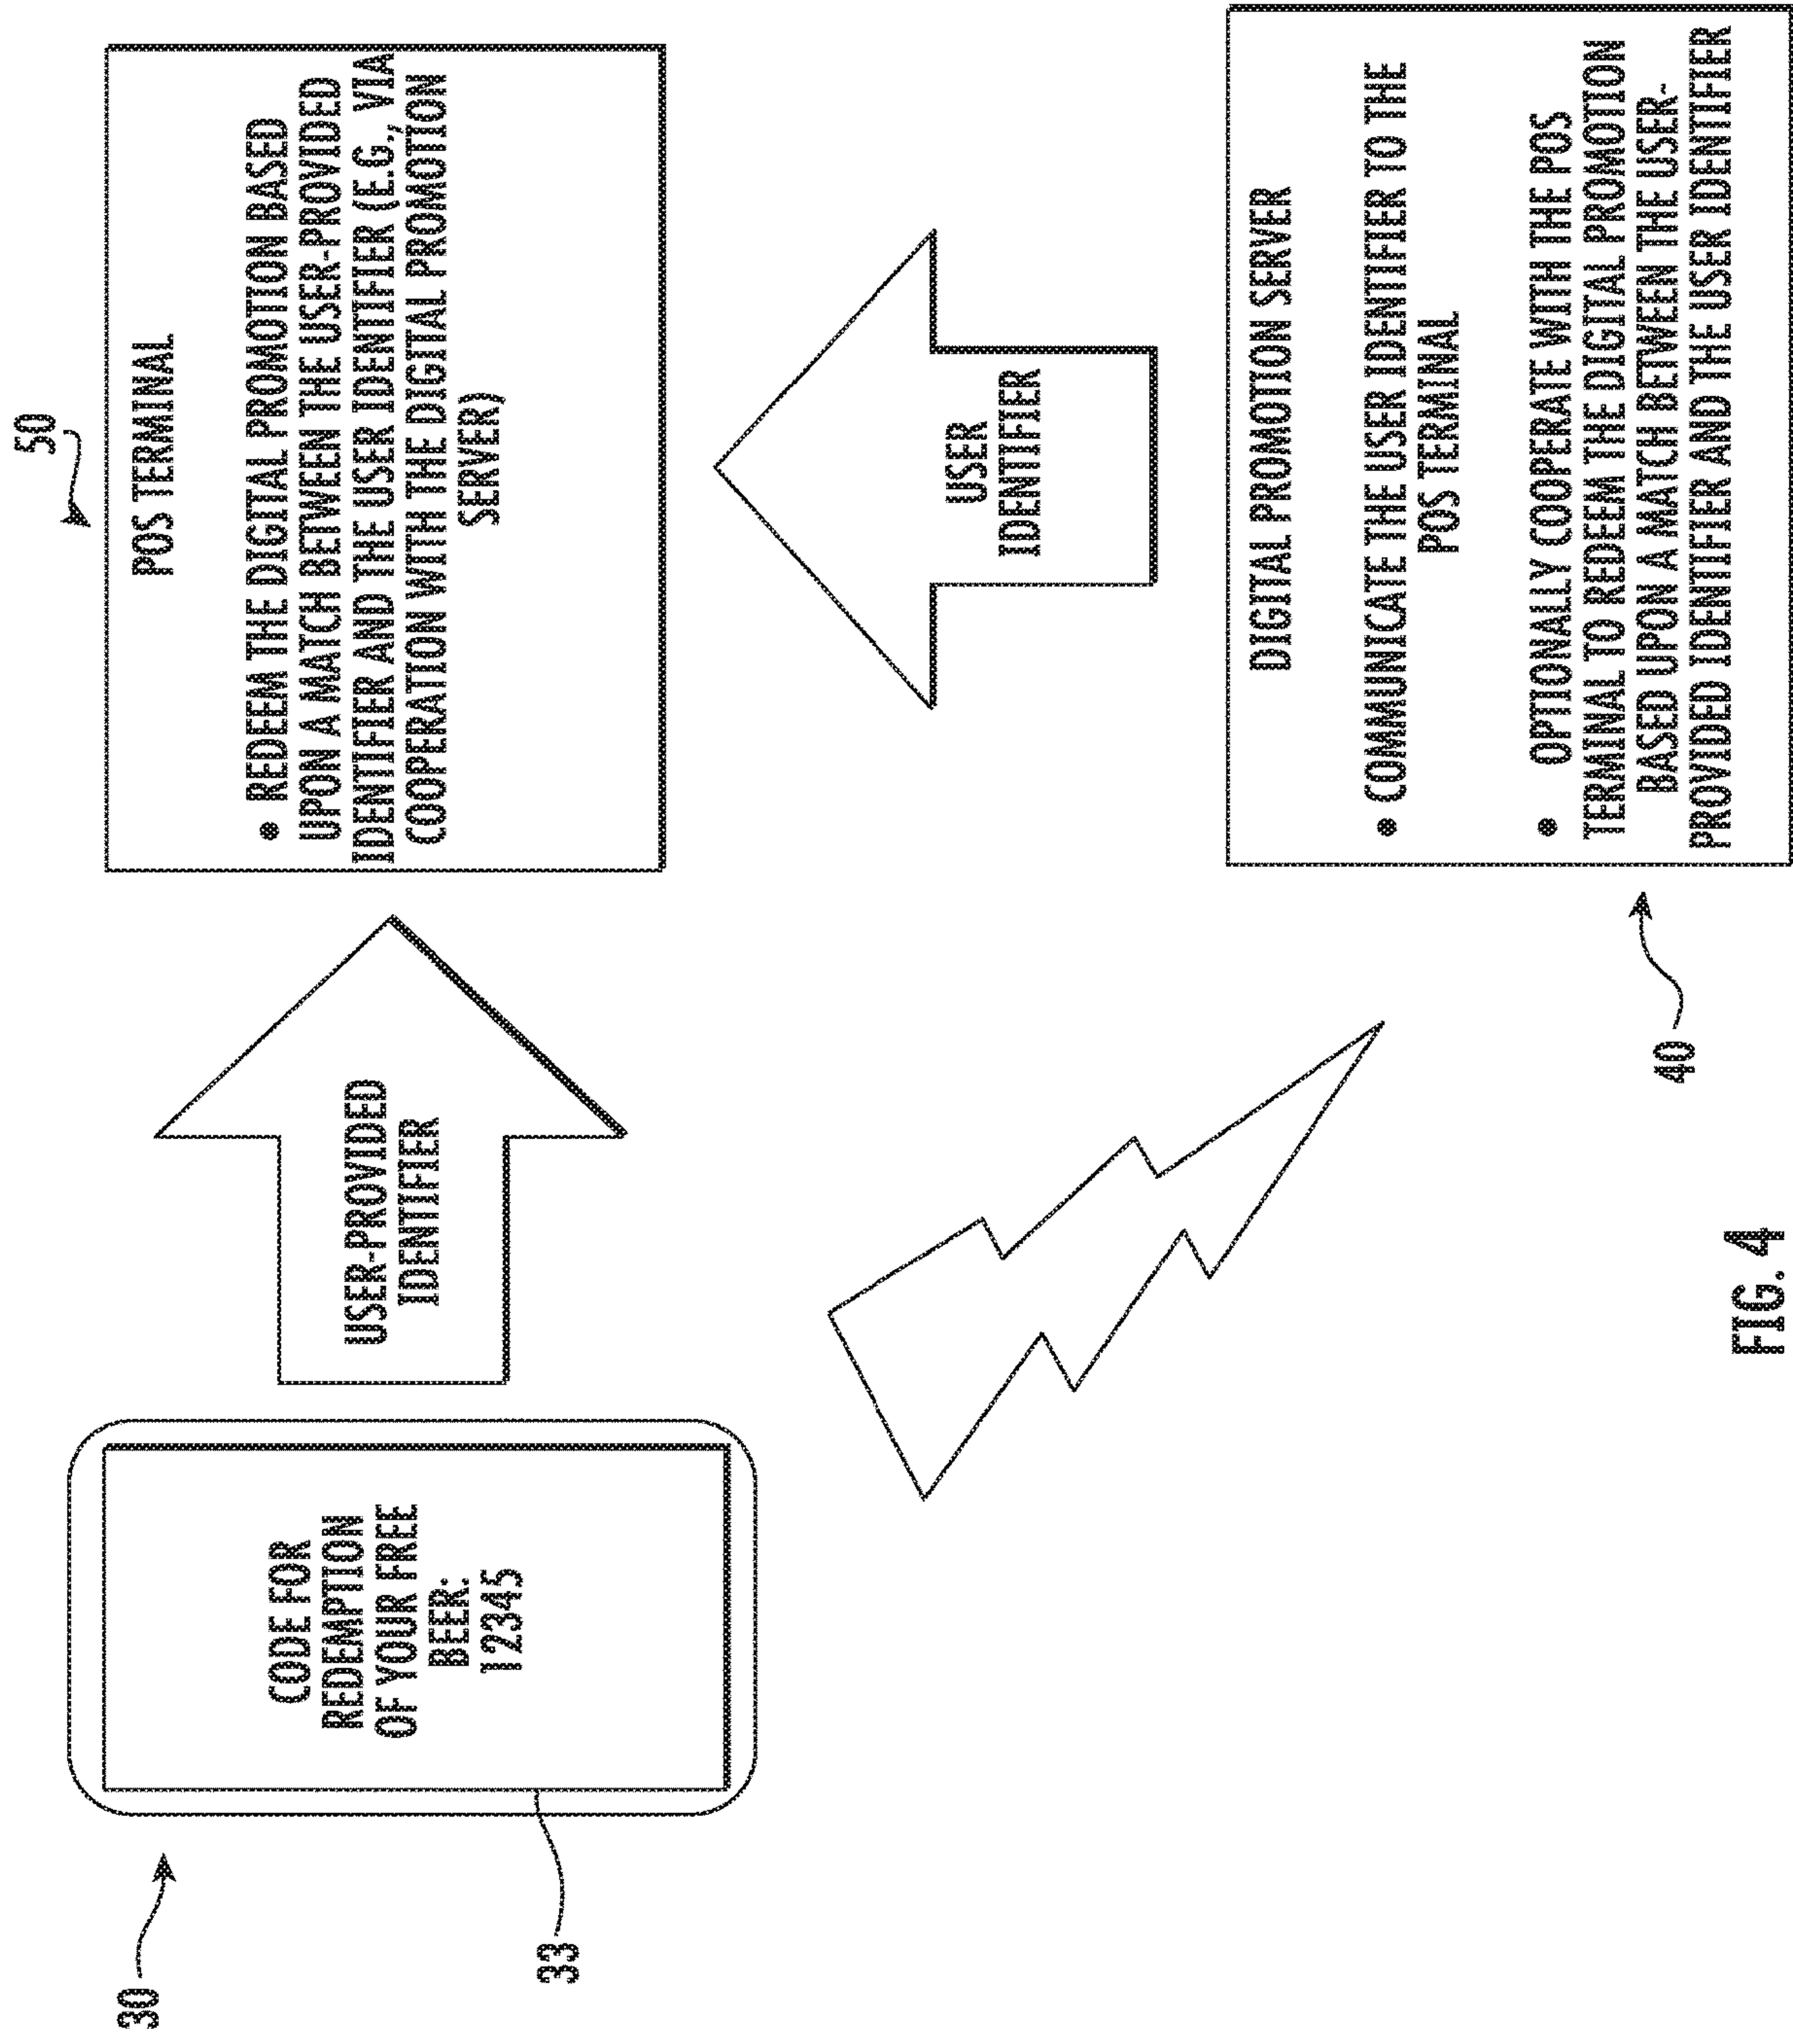 30
33
CODE FOR
REDEMPTION
OF YOUR FREE
BEER:
12345
USER-PROVIDED
IDENTIFIER
50
POS TERMINAL
• REDEEM THE DIGITAL PROMOTION BASED
UPON A MATCH BETWEEN THE USER-PROVIDED
IDENTIFIER AND THE USER IDENTIFIER (E.G., VIA
COOPERATION WITH THE DIGITAL PROMOTION
SERVER)
USER
IDENTIFIER
40
DIGITAL PROMOTION SERVER
• COMMUNICATE THE USER IDENTIFIER TO THE
POS TERMINAL
• OPTIONALLY COOPERATE WITH THE POS
TERMINAL TO REDEEM THE DIGITAL PROMOTION
BASED UPON A MATCH BETWEEN THE USER-
PROVIDED IDENTIFIER AND THE USER IDENTIFIER
FIG. 4